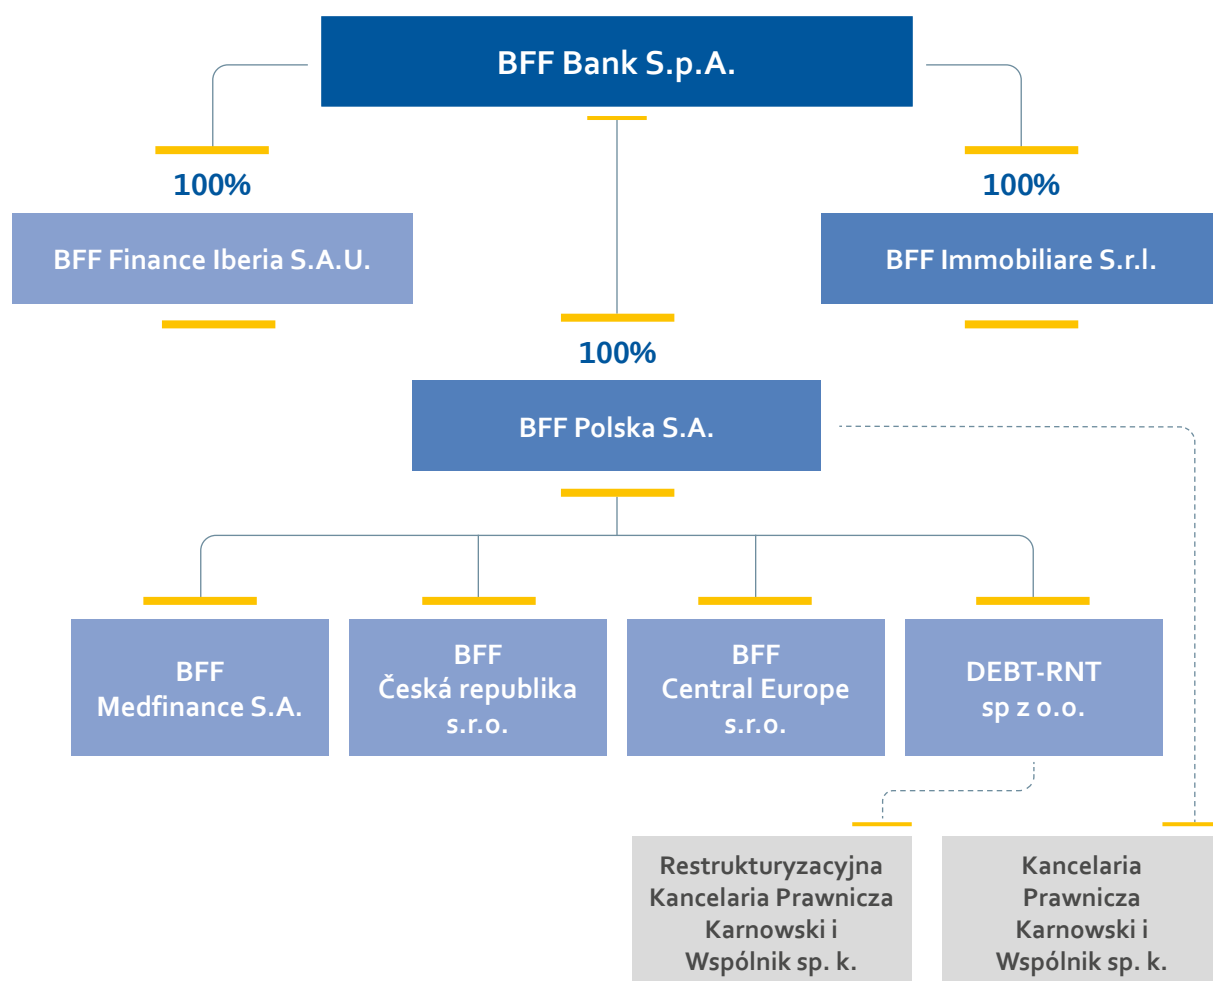 BFF Bank S.p.A.
100%
100%
BFF Finance Iberia S.A.U.
BFF Immobiliare S.r.l.
100%
BFF Polska S.A.
BFF
Medfinance S.A.
BFF
Česká republika
s.r.o.
BFF
Central Europe
s.r.o.
DEBT-RNT
sp z o.o.
Restrukturyzacyjna
Kancelaria Prawnicza
Karnowski i
Wspólnik sp. k.
Kancelaria
Prawnicza
Karnowski i
Wspólnik sp. k.